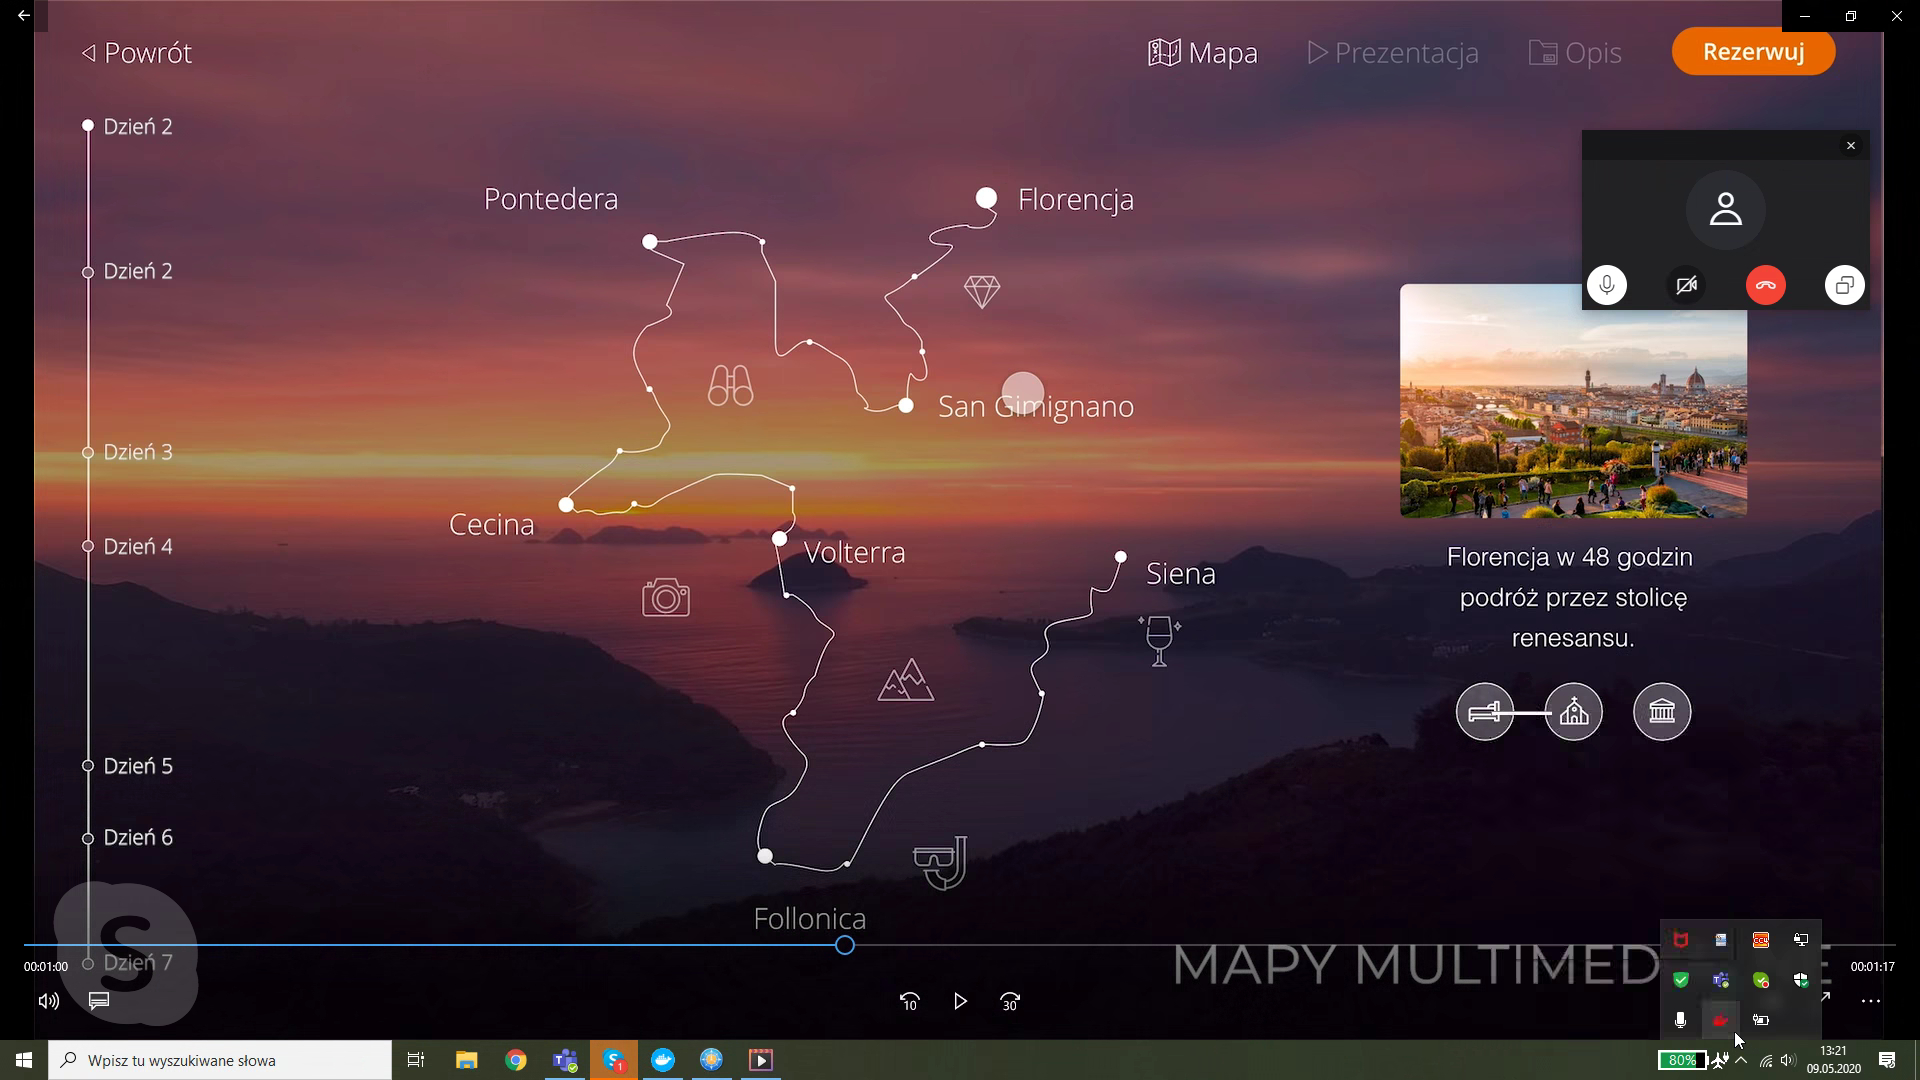 Powrót
Mapa
Prezentacja
Opis
Rezerwuj
Dzień 2
Pontedera
Florencja
Dzień 2
San Gimignano
Dzień 3
Cecina
Dzień 4
Volterra
Siena
Florencja w 48 godzin
podróż przez stolicę
renesansu.
Dzień 5
Dzień 6
Follonica
Dzień 7
MAPY MULTIMED
00:01:00
00:01:17
10
30
Wpisz tu wyszukiwane słowa
1
80%
13:21
09.05.2020